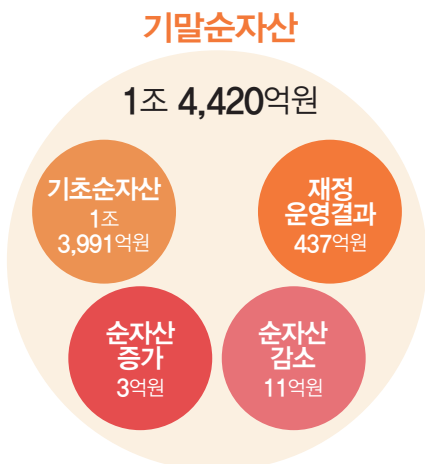 기말순자산
1조 4,420억원
기초순자산
1조
3,991억원
재정
운영결과
437억원
순자산
증가
3억원
순자산
감소
11억원